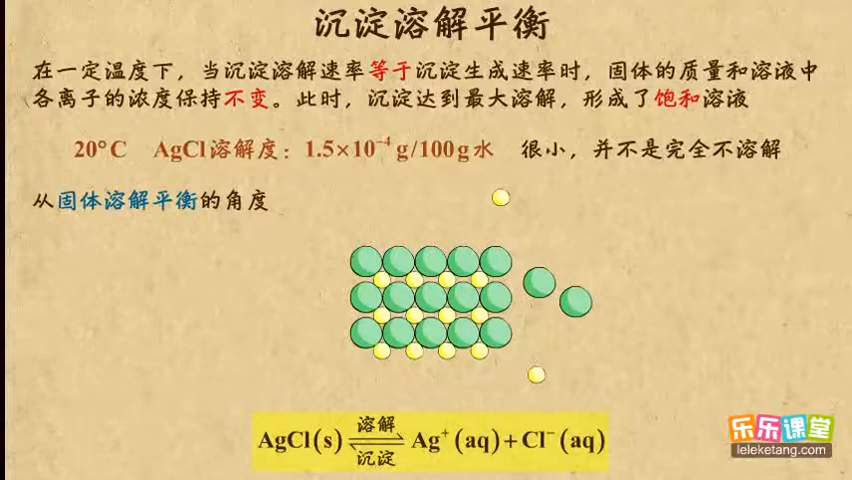 沉淀溶解平衡
在一定温度下，当沉淀溶解速率等于沉淀生成速率时，固体的质量和溶液中
各离子的浓度保持不变。此时，沉淀达到最大溶解，形成了饱和溶液
20°C AgCl溶解度：1.5×10⁻⁴ g/100g水 很小，并不是完全不溶解
从固体溶解平衡的角度
溶解
AgCl(s) ⇌ Ag⁺(aq)+Cl⁻(aq)
沉淀
乐乐课堂
leleketang.com